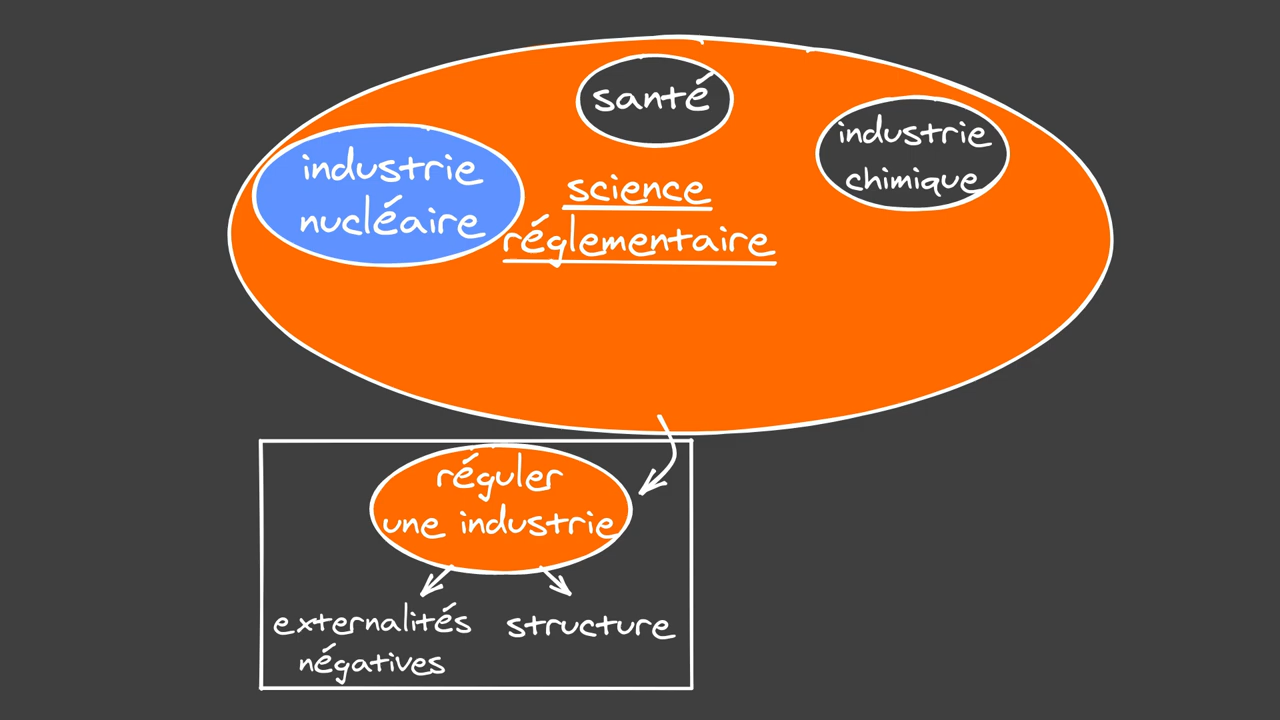 santé
industrie
chimique
industrie
nucléaire
science
réglementaire
réguler
une industrie
externalités
négatives
structure